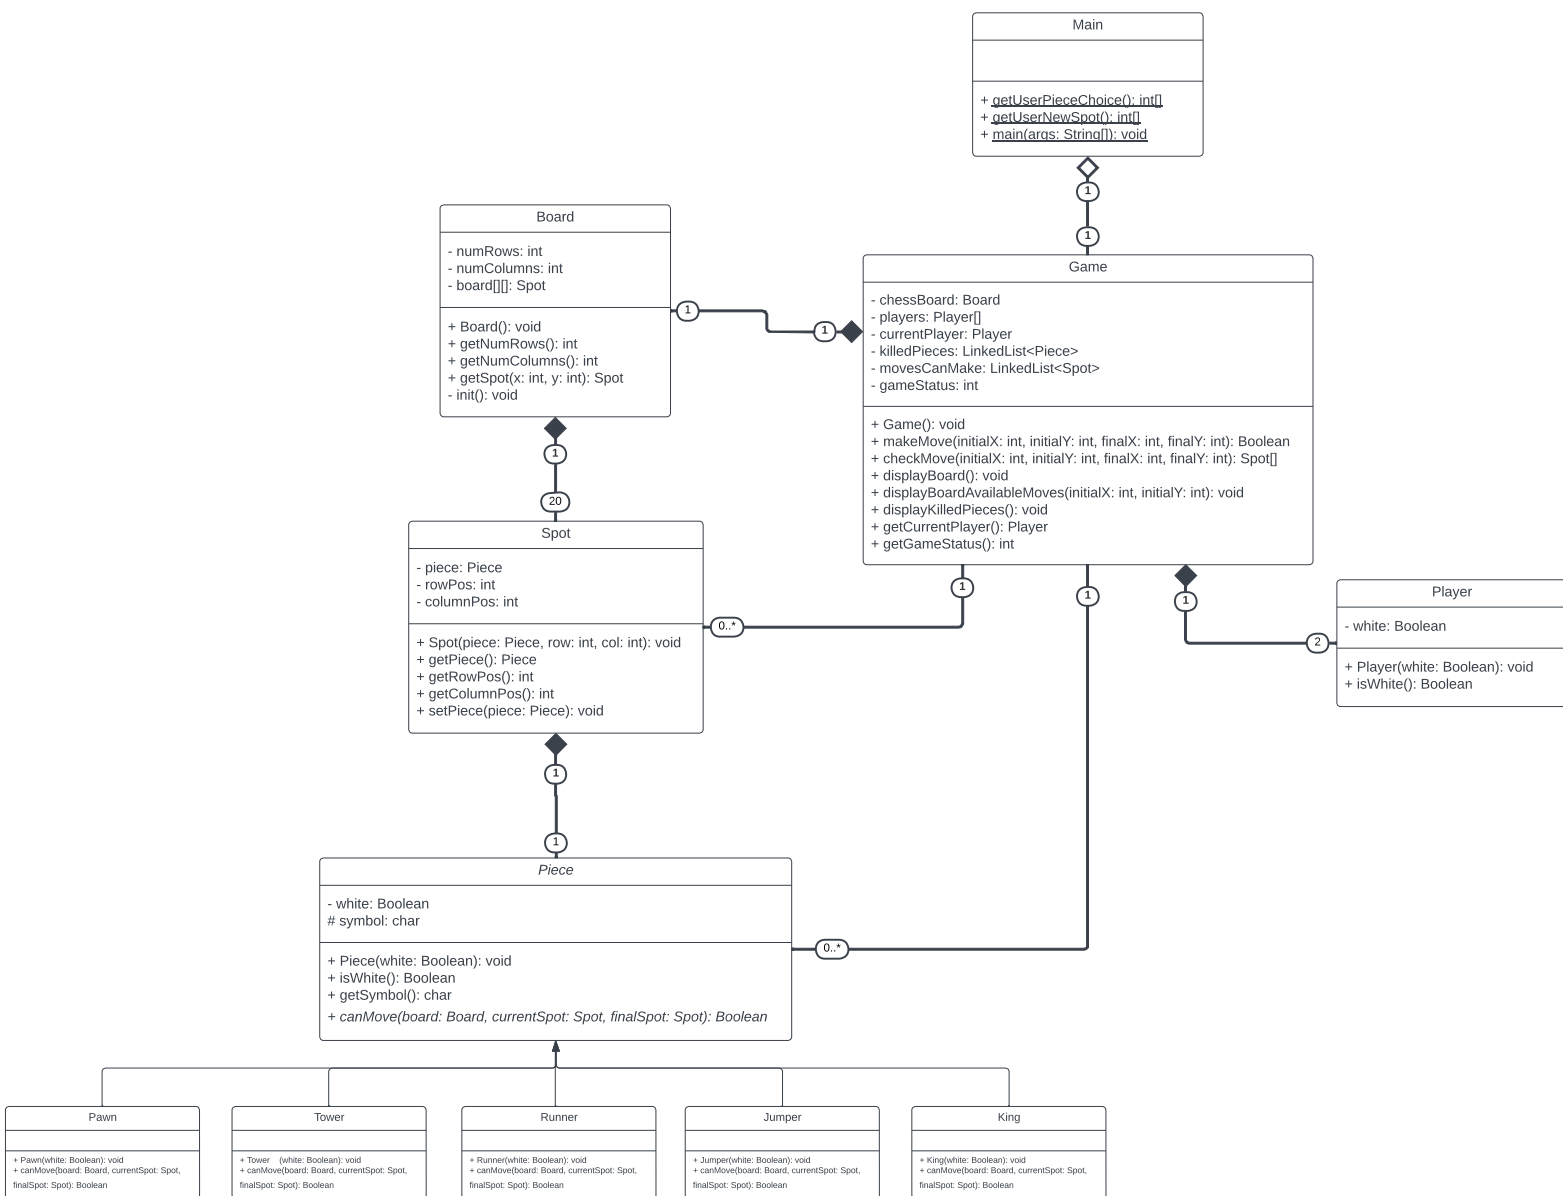 Main
+ getUserPieceChoice(): int[]
+ getUserNewSpot(): int[]
+ main(args: String[]): void
1
1
Board
- numRows: int
- numColumns: int
- board[][]: Spot
+ Board(): void
+ getNumRows(): int
+ getNumColumns(): int
+ getSpot(x: int, y: int): Spot
- init(): void
1
1
Game
- chessBoard: Board
- players: Player[]
- currentPlayer: Player
- killedPieces: LinkedList<Piece>
- movesCanMake: LinkedList<Spot>
- gameStatus: int
+ Game(): void
+ makeMove(initialX: int, initialY: int, finalX: int, finalY: int): Boolean
+ checkMove(initialX: int, initialY: int, finalX: int, finalY: int): Spot[]
+ displayBoard(): void
+ displayBoardAvailableMoves(initialX: int, initialY: int): void
+ displayKilledPieces(): void
+ getCurrentPlayer(): Player
+ getGameStatus(): int
1
20
Spot
- piece: Piece
- rowPos: int
- columnPos: int
+ Spot(piece: Piece, row: int, col: int): void
+ getPiece(): Piece
+ getRowPos(): int
+ getColumnPos(): int
+ setPiece(piece: Piece): void
1
0..*
1
1
2
Player
- white: Boolean
+ Player(white: Boolean): void
+ isWhite(): Boolean
1
1
Piece
- white: Boolean
# symbol: char
+ Piece(white: Boolean): void
+ isWhite(): Boolean
+ getSymbol(): char
+ canMove(board: Board, currentSpot: Spot, finalSpot: Spot): Boolean
0..*
Pawn
+ Pawn(white: Boolean): void
+ canMove(board: Board, currentSpot: Spot,
finalSpot: Spot): Boolean
Tower
+ Tower (white: Boolean): void
+ canMove(board: Board, currentSpot: Spot,
finalSpot: Spot): Boolean
Runner
+ Runner(white: Boolean): void
+ canMove(board: Board, currentSpot: Spot,
finalSpot: Spot): Boolean
Jumper
+ Jumper(white: Boolean): void
+ canMove(board: Board, currentSpot: Spot,
finalSpot: Spot): Boolean
King
+ King(white: Boolean): void
+ canMove(board: Board, currentSpot: Spot,
finalSpot: Spot): Boolean